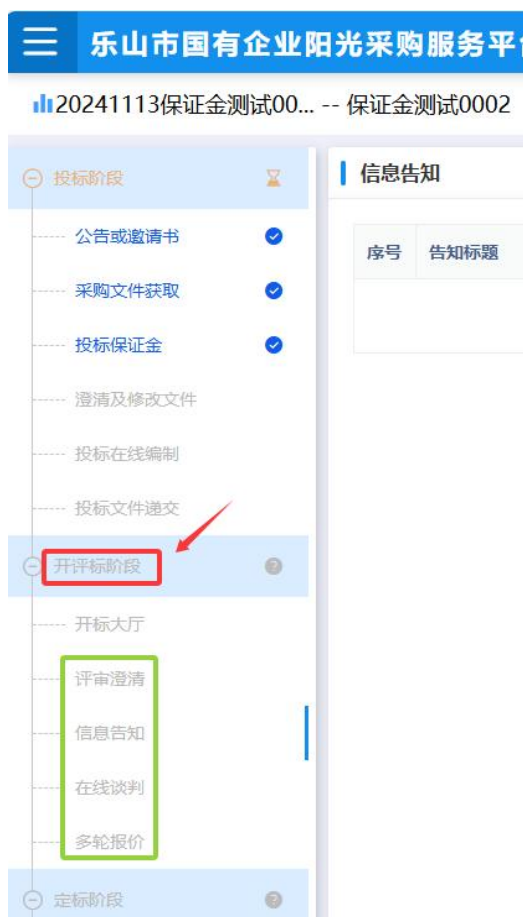 乐山市国有企业阳光采购服务平
20241113保证金测试00... -- 保证金测试0002
投标阶段
信息告知
公告或邀请书
序号 告知标题
采购文件获取
投标保证金
澄清及修改文件
投标在线编制
投标文件递交
开评标阶段
开标大厅
评审澄清
信息告知
在线谈判
多轮报价
定标阶段